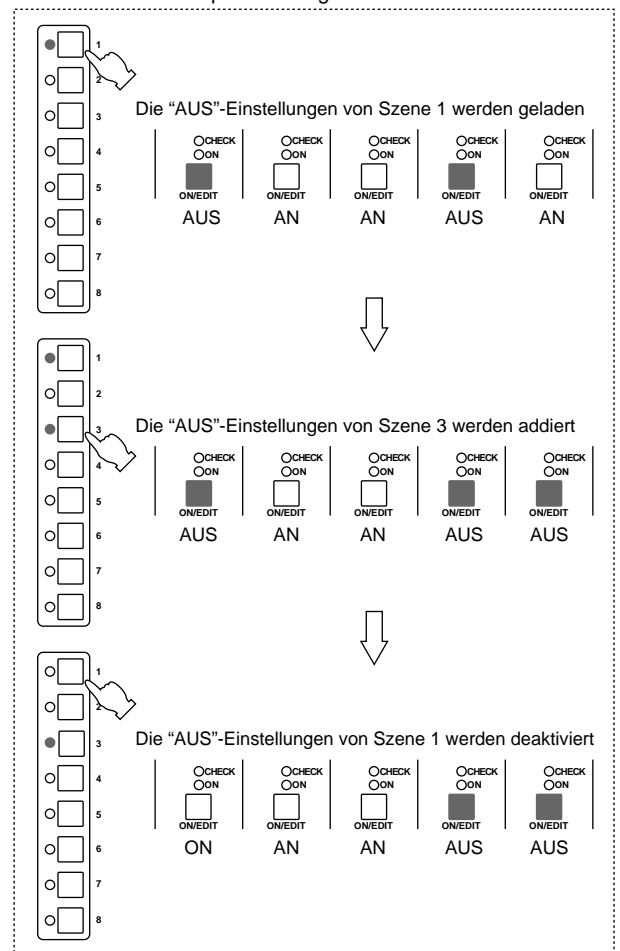 1
2
3
4
5
6
7
8
Die “AUS”-Einstellungen von Szene 1 werden geladen
CHECK CHECK CHECK CHECK CHECK
ON ON ON ON ON
ON/EDIT ON/EDIT ON/EDIT ON/EDIT ON/EDIT
AUS AN AN AUS AN
1
2
3
4
5
6
7
8
Die “AUS”-Einstellungen von Szene 3 werden addiert
CHECK CHECK CHECK CHECK CHECK
ON ON ON ON ON
ON/EDIT ON/EDIT ON/EDIT ON/EDIT ON/EDIT
AUS AN AN AUS AUS
1
2
3
4
5
6
7
8
Die “AUS”-Einstellungen von Szene 1 werden deaktiviert
CHECK CHECK CHECK CHECK CHECK
ON ON ON ON ON
ON/EDIT ON/EDIT ON/EDIT ON/EDIT ON/EDIT
ON AN AN AUS AUS